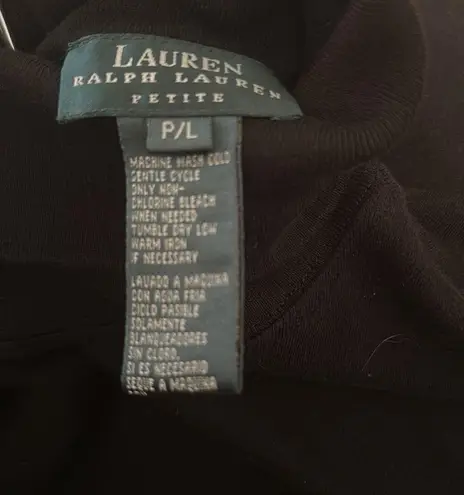 LAUREN
RALPH LAUREN
PETITE
P/L
MACHINE WASH COLD
GENTLE CYCLE
ONLY NON-
CHLORINE BLEACH
WHEN NEEDED
TUMBLE DRY LOW
WARM IRON
IF NECESSARY
LAVADO A MAQUINA
CON AGUA FRIA
CICLO PASIBLE
SOLAMENTE
BLANQUEADORES
SIN CLORO.
SI ES NECESARIO
SEQUE A MAQUINA